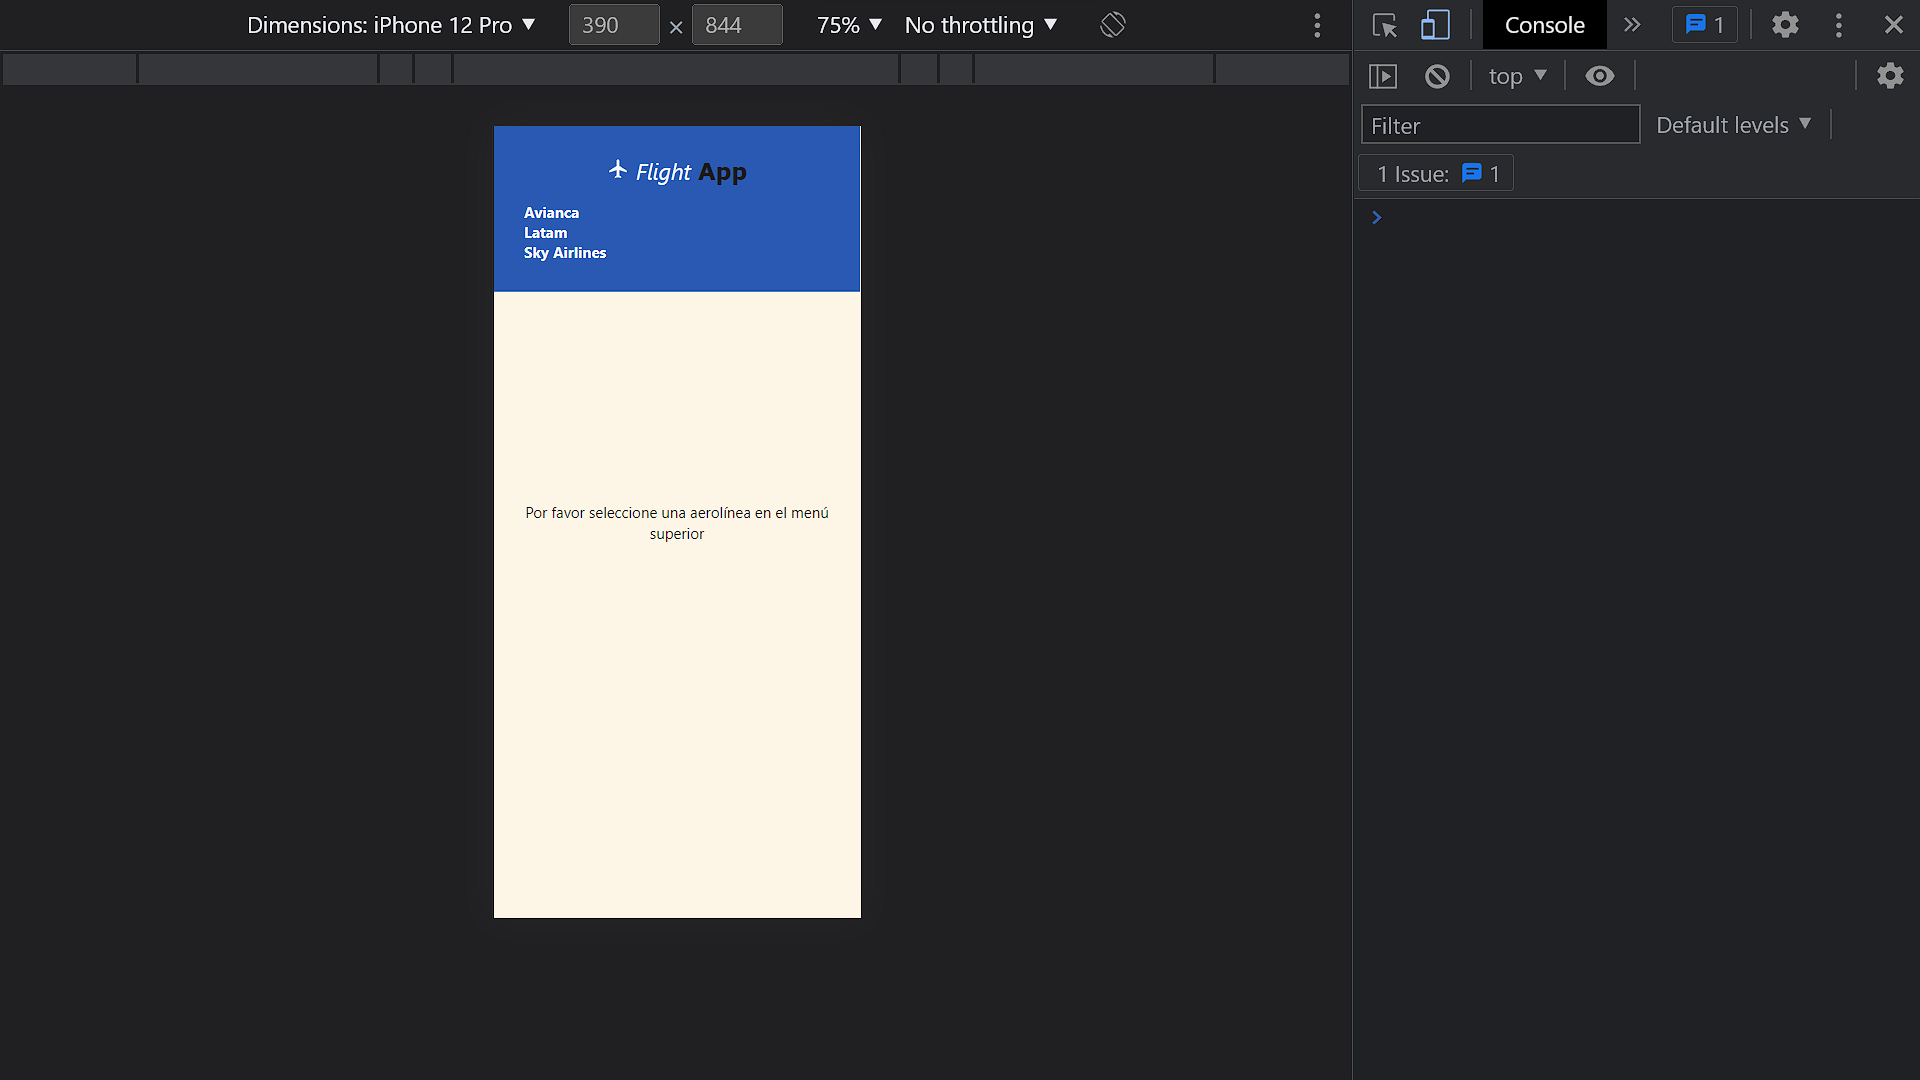 Dimensions: iPhone 12 Pro ▼ 390 × 844 75% ▼ No throttling ▼
Console 1
top ▼
Filter Default levels ▼
1 Issue: 1
Flight App
Avianca
Latam
Sky Airlines
Por favor seleccione una aerolínea en el menú
superior